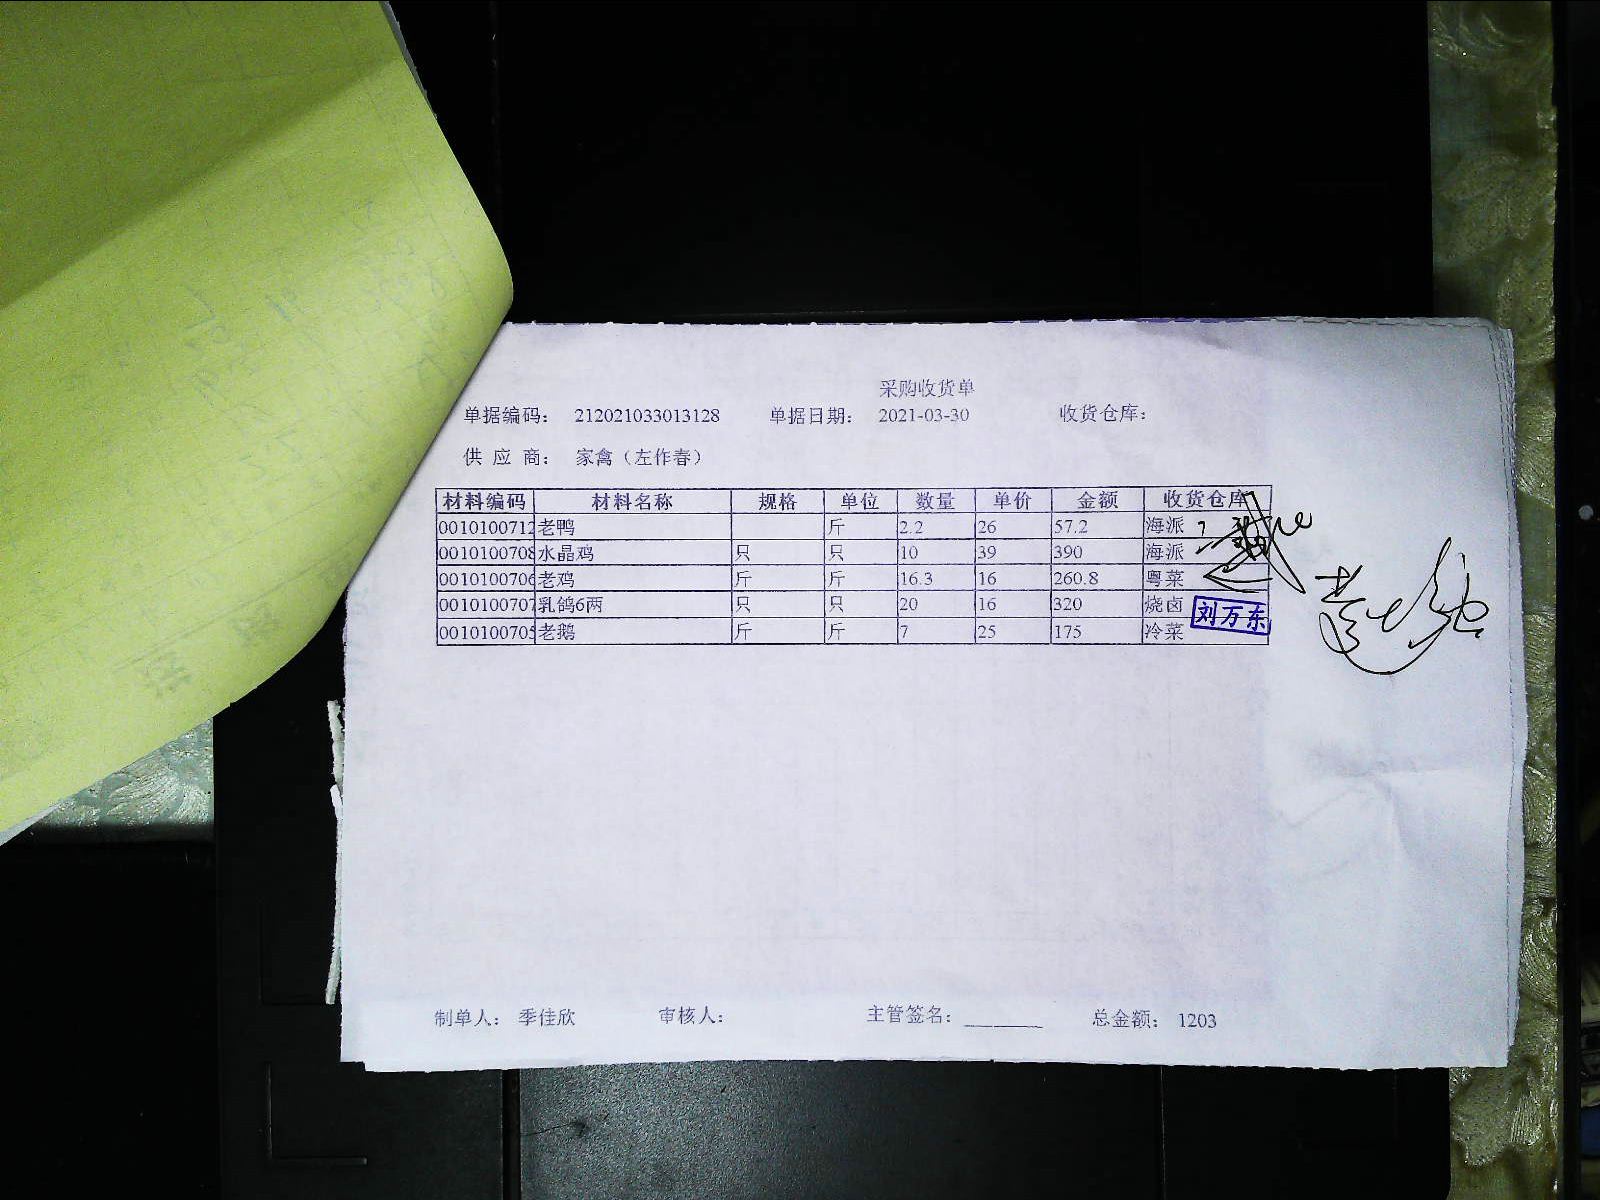 采购收货单
单据编码： 212021033013128 单据日期： 2021-03-30 收货仓库：
供 应 商： 家禽（左作春）
材料编码 材料名称 规格 单位 数量 单价 金额 收货仓库
0010100712 老鸭 斤 2.2 26 57.2 海派
0010100708 水晶鸡 只 只 10 39 390 海派
0010100706 老鸡 斤 斤 16.3 16 260.8 粤菜
0010100707 乳鸽6两 只 只 20 16 320 烧卤
刘万东
0010100705 老鹅 斤 斤 7 25 175 冷菜
制单人： 季佳欣 审核人： 主管签名：________ 总金额： 1203